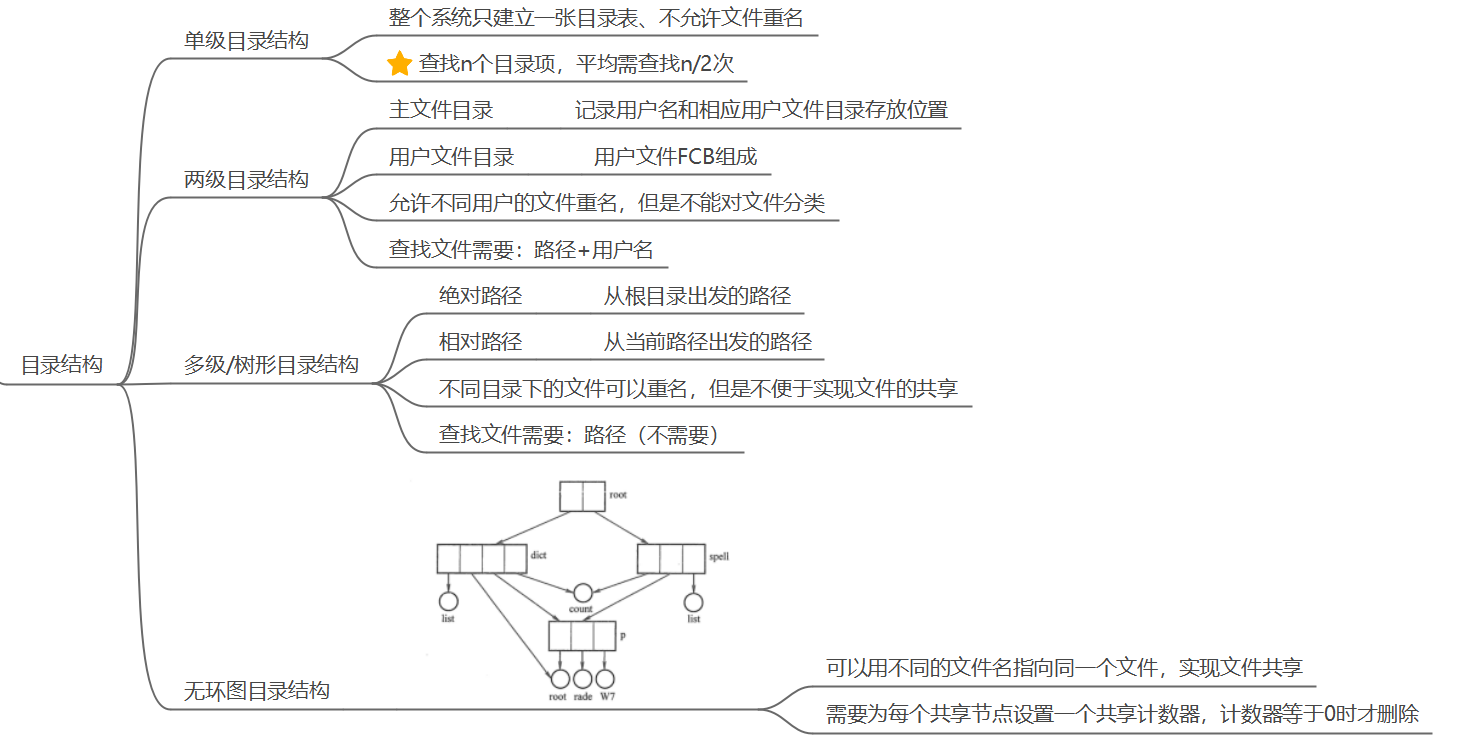 目录结构
单级目录结构
整个系统只建立一张目录表、不允许文件重名
查找n个目录项，平均需查找n/2次
两级目录结构
主文件目录
记录用户名和相应用户文件目录存放位置
用户文件目录
用户文件FCB组成
允许不同用户的文件重名，但是不能对文件分类
查找文件需要：路径+用户名
多级/树形目录结构
绝对路径
从根目录出发的路径
相对路径
从当前路径出发的路径
不同目录下的文件可以重名，但是不便于实现文件的共享
查找文件需要：路径（不需要）
无环图目录结构
root
dict
spell
list
count
list
p
root
rade
W7
可以用不同的文件名指向同一个文件，实现文件共享
需要为每个共享节点设置一个共享计数器，计数器等于0时才删除